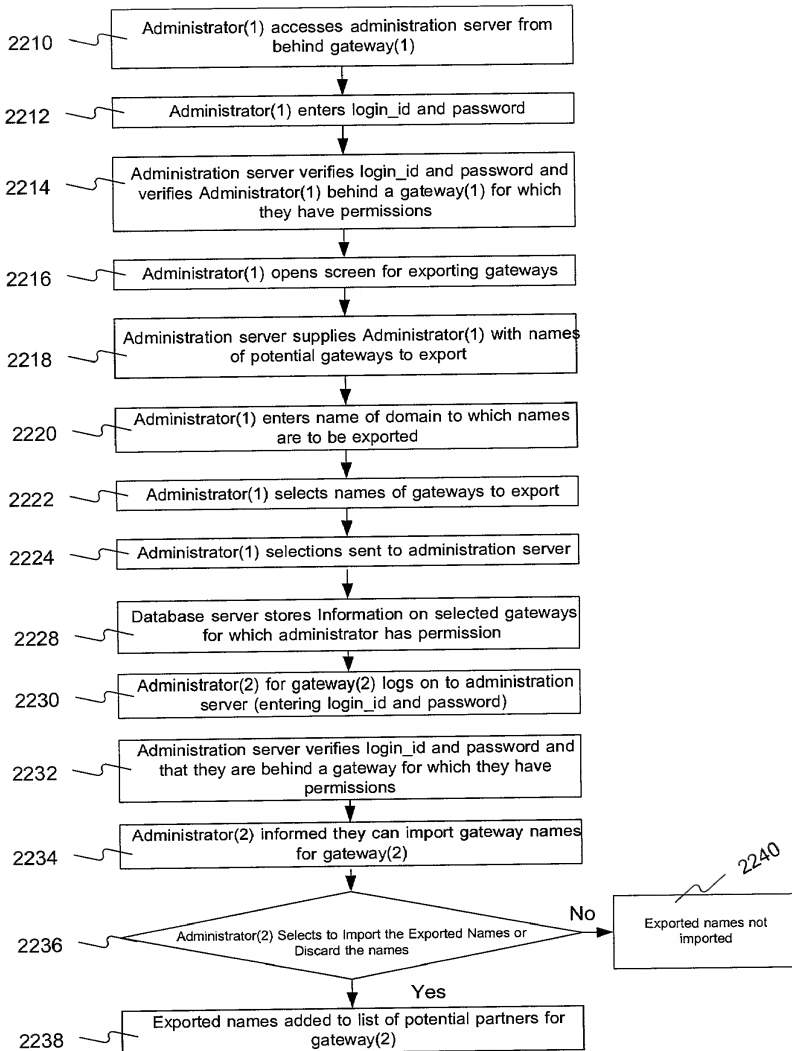 2210
Administrator(1) accesses administration server from
behind gateway(1)
2212
Administrator(1) enters login_id and password
2214
Administration server verifies login_id and password and
verifies Administrator(1) behind a gateway(1) for which
they have permissions
2216
Administrator(1) opens screen for exporting gateways
2218
Administration server supplies Administrator(1) with names
of potential gateways to export
2220
Administrator(1) enters name of domain to which names
are to be exported
2222
Administrator(1) selects names of gateways to export
2224
Administrator(1) selections sent to administration server
2228
Database server stores Information on selected gateways
for which administrator has permission
2230
Administrator(2) for gateway(2) logs on to administration
server (entering login_id and password)
2232
Administration server verifies login_id and password and
that they are behind a gateway for which they have
permissions
2234
Administrator(2) informed they can import gateway names
for gateway(2)
2236
Administrator(2) Selects to Import the Exported Names or
Discard the names
No
2240
Exported names not
imported
Yes
2238
Exported names added to list of potential partners for
gateway(2)